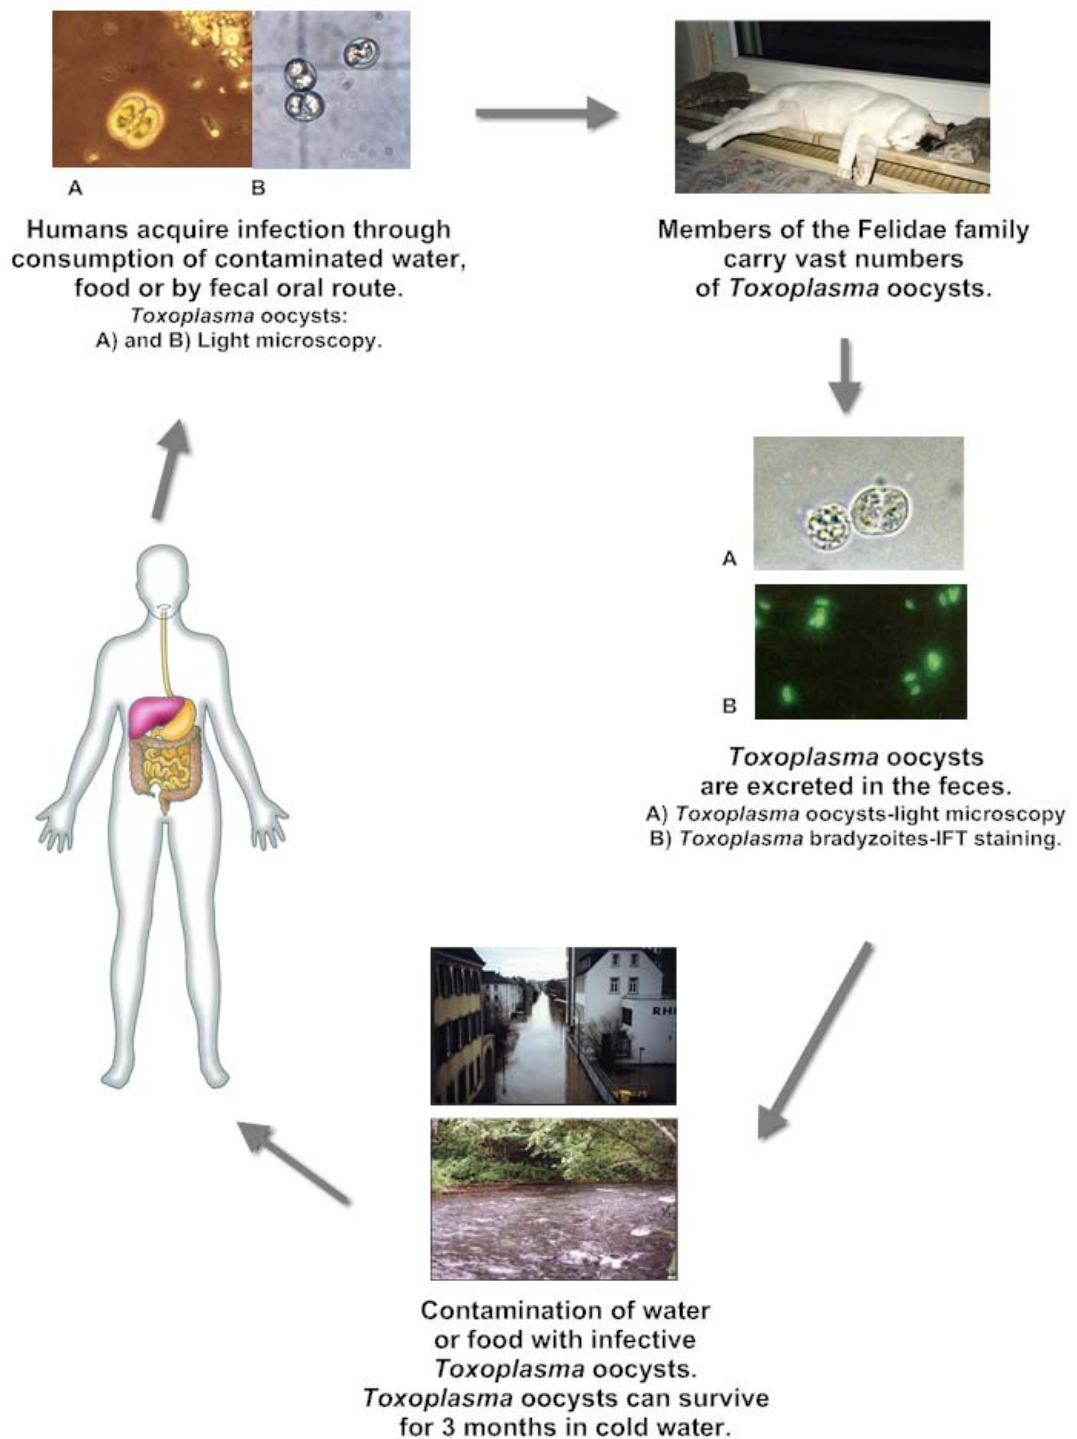 A
B
Humans acquire infection through
consumption of contaminated water,
food or by fecal oral route.
Toxoplasma oocysts:
A) and B) Light microscopy.
Members of the Felidae family
carry vast numbers
of Toxoplasma oocysts.
A
B
Toxoplasma oocysts
are excreted in the feces.
A) Toxoplasma oocysts-light microscopy
B) Toxoplasma bradyzoites-IFT staining.
RH
Contamination of water
or food with infective
Toxoplasma oocysts.
Toxoplasma oocysts can survive
for 3 months in cold water.